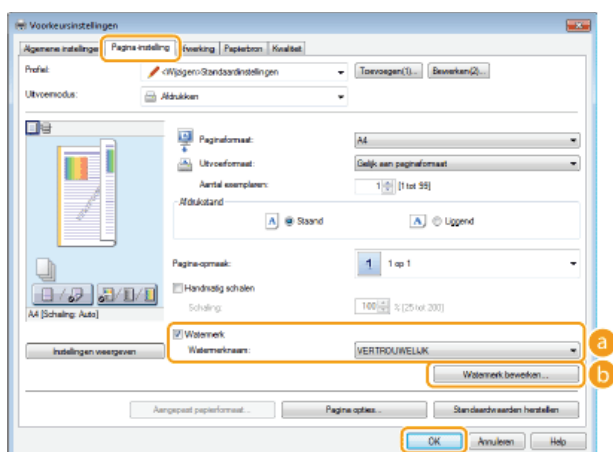 Voorkeursinstellingen
Algemene instellingen Pagina-instelling Afwerking Papierbron Kwaliteit
Profiel: <Wijzigen>Standaardinstellingen Toevoegen(1)... Bewerken(2)...
Uitvoermodus: Afdrukken
Paginaformaat: A4
Uitvoerformaat: Gelijk aan paginaformaat
Aantal exemplaren: 1 [1 tot 99]
Afdrukstand
A Staand A Liggend
Pagina-opmaak: 1 1 op 1
Handmatig schalen
Schaling: 100 % [25 tot 200]
A4 [Schaling: Auto]
Watermerk
Instellingen weergeven Watermerknaam: VERTROUWELIJK
a
Watermerk bewerken...
b
Aangepast papierformaat... Pagina opties... Standaardwaarden herstellen
OK Annuleren Help